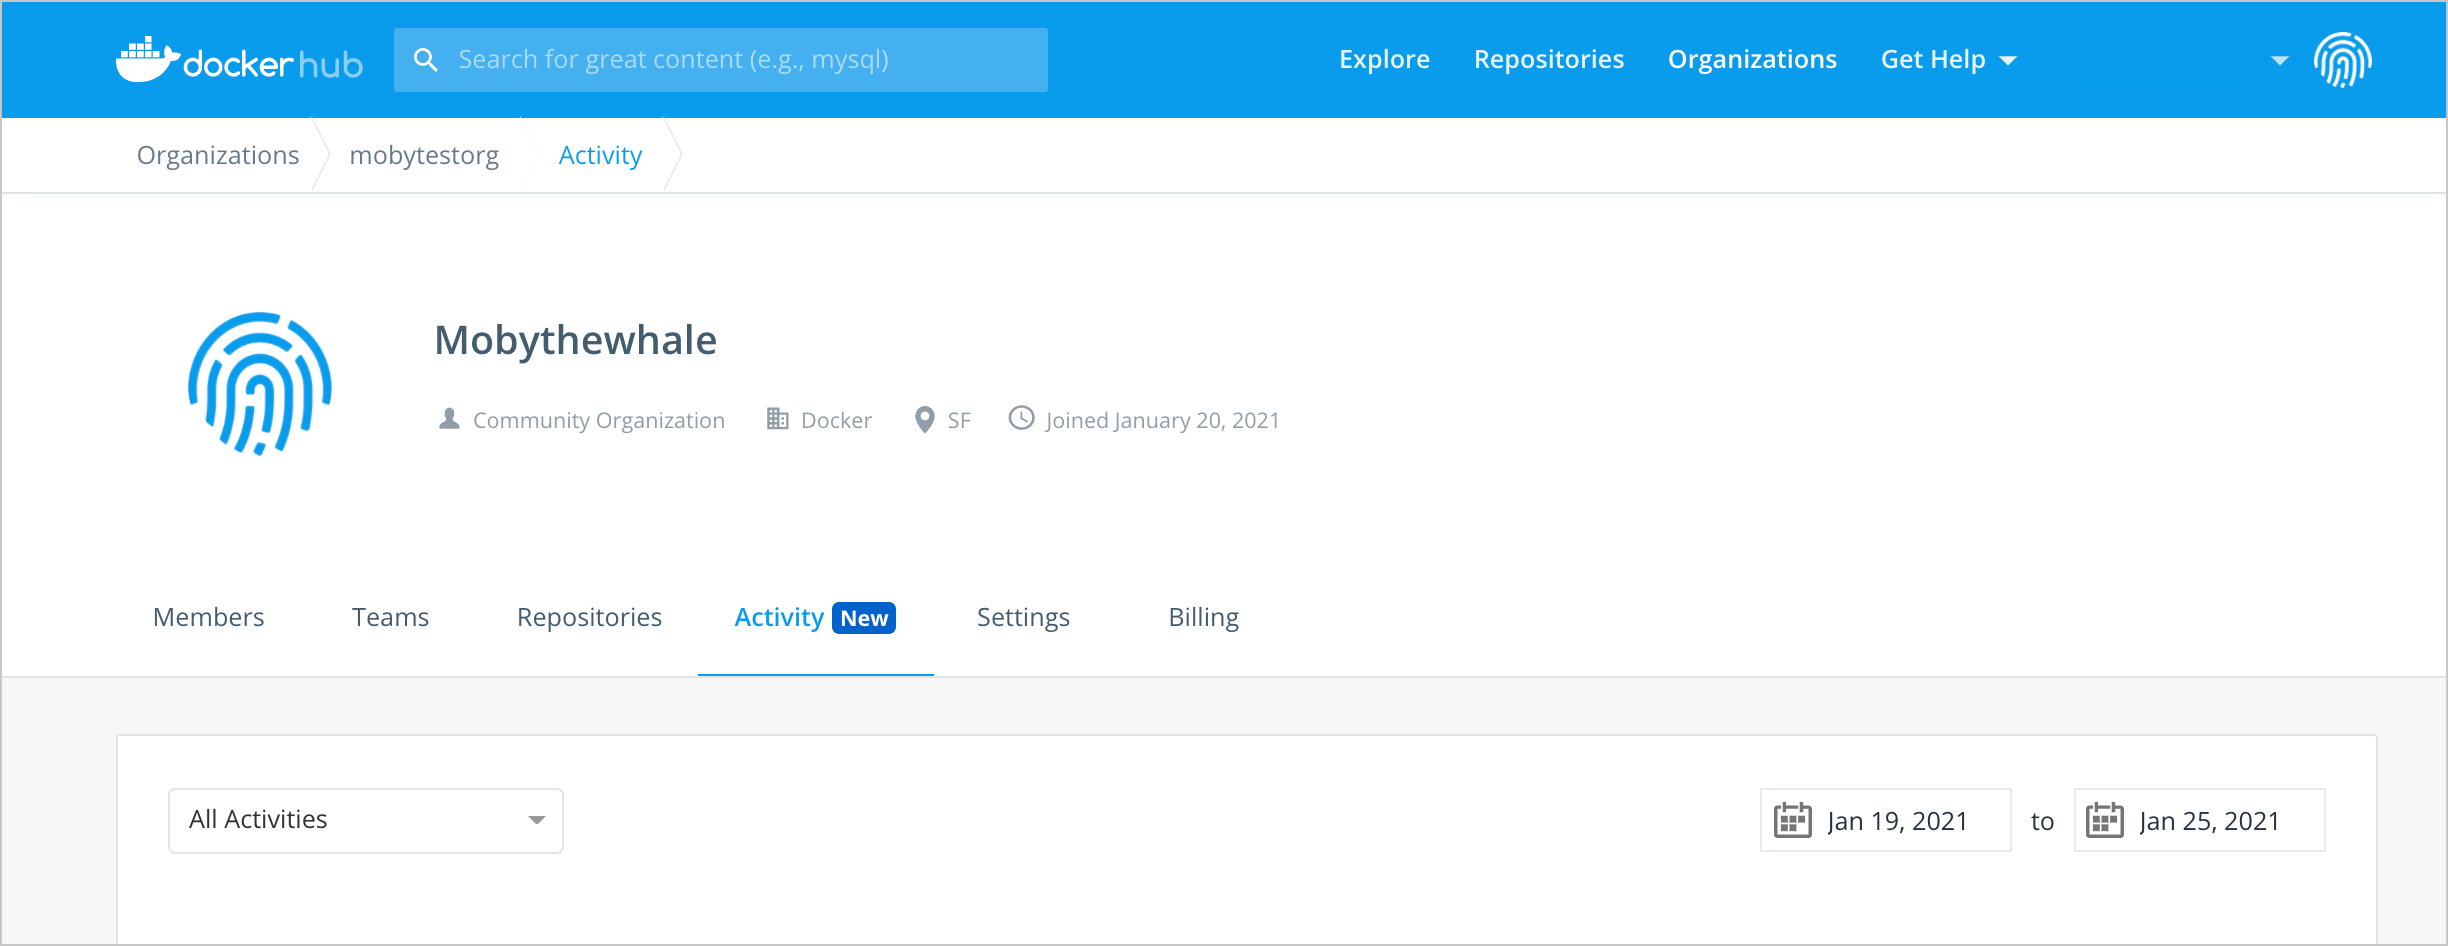 docker hub Search for great content (e.g., mysql) Explore Repositories Organizations Get Help
Organizations mobytestorg Activity
Mobythewhale
Community Organization Docker SF Joined January 20, 2021
Members Teams Repositories Activity New Settings Billing
All Activities Jan 19, 2021 to Jan 25, 2021